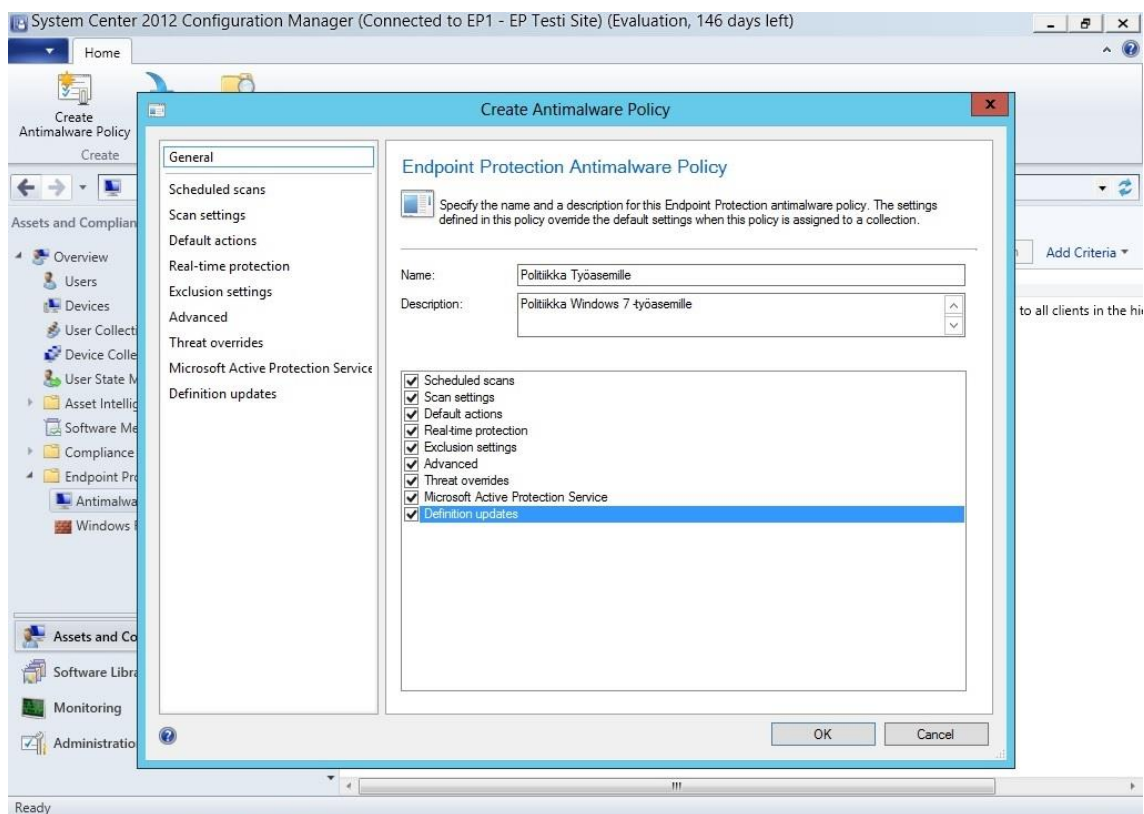 System Center 2012 Configuration Manager (Connected to EP1 - EP Testi Site) (Evaluation, 146 days left)
Home
Create
Antimalware Policy
Create
Assets and Complian
Overview
Users
Devices
User Collecti
Device Colle
User State M
Asset Intellig
Software Me
Compliance
Endpoint Pro
Antimalwa
Windows F
Assets and Co
Software Libra
Monitoring
Administratio
Ready
Add Criteria
to all clients in the hie
Create Antimalware Policy
General
Scheduled scans
Scan settings
Default actions
Real-time protection
Exclusion settings
Advanced
Threat overrides
Microsoft Active Protection Service
Definition updates
Endpoint Protection Antimalware Policy
Specify the name and a description for this Endpoint Protection antimalware policy. The settings
defined in this policy override the default settings when this policy is assigned to a collection.
Name: Politiikka Työasemille
Description: Politiikka Windows 7 -työasemille
Scheduled scans
Scan settings
Default actions
Real-time protection
Exclusion settings
Advanced
Threat overrides
Microsoft Active Protection Service
Definition updates
OK Cancel